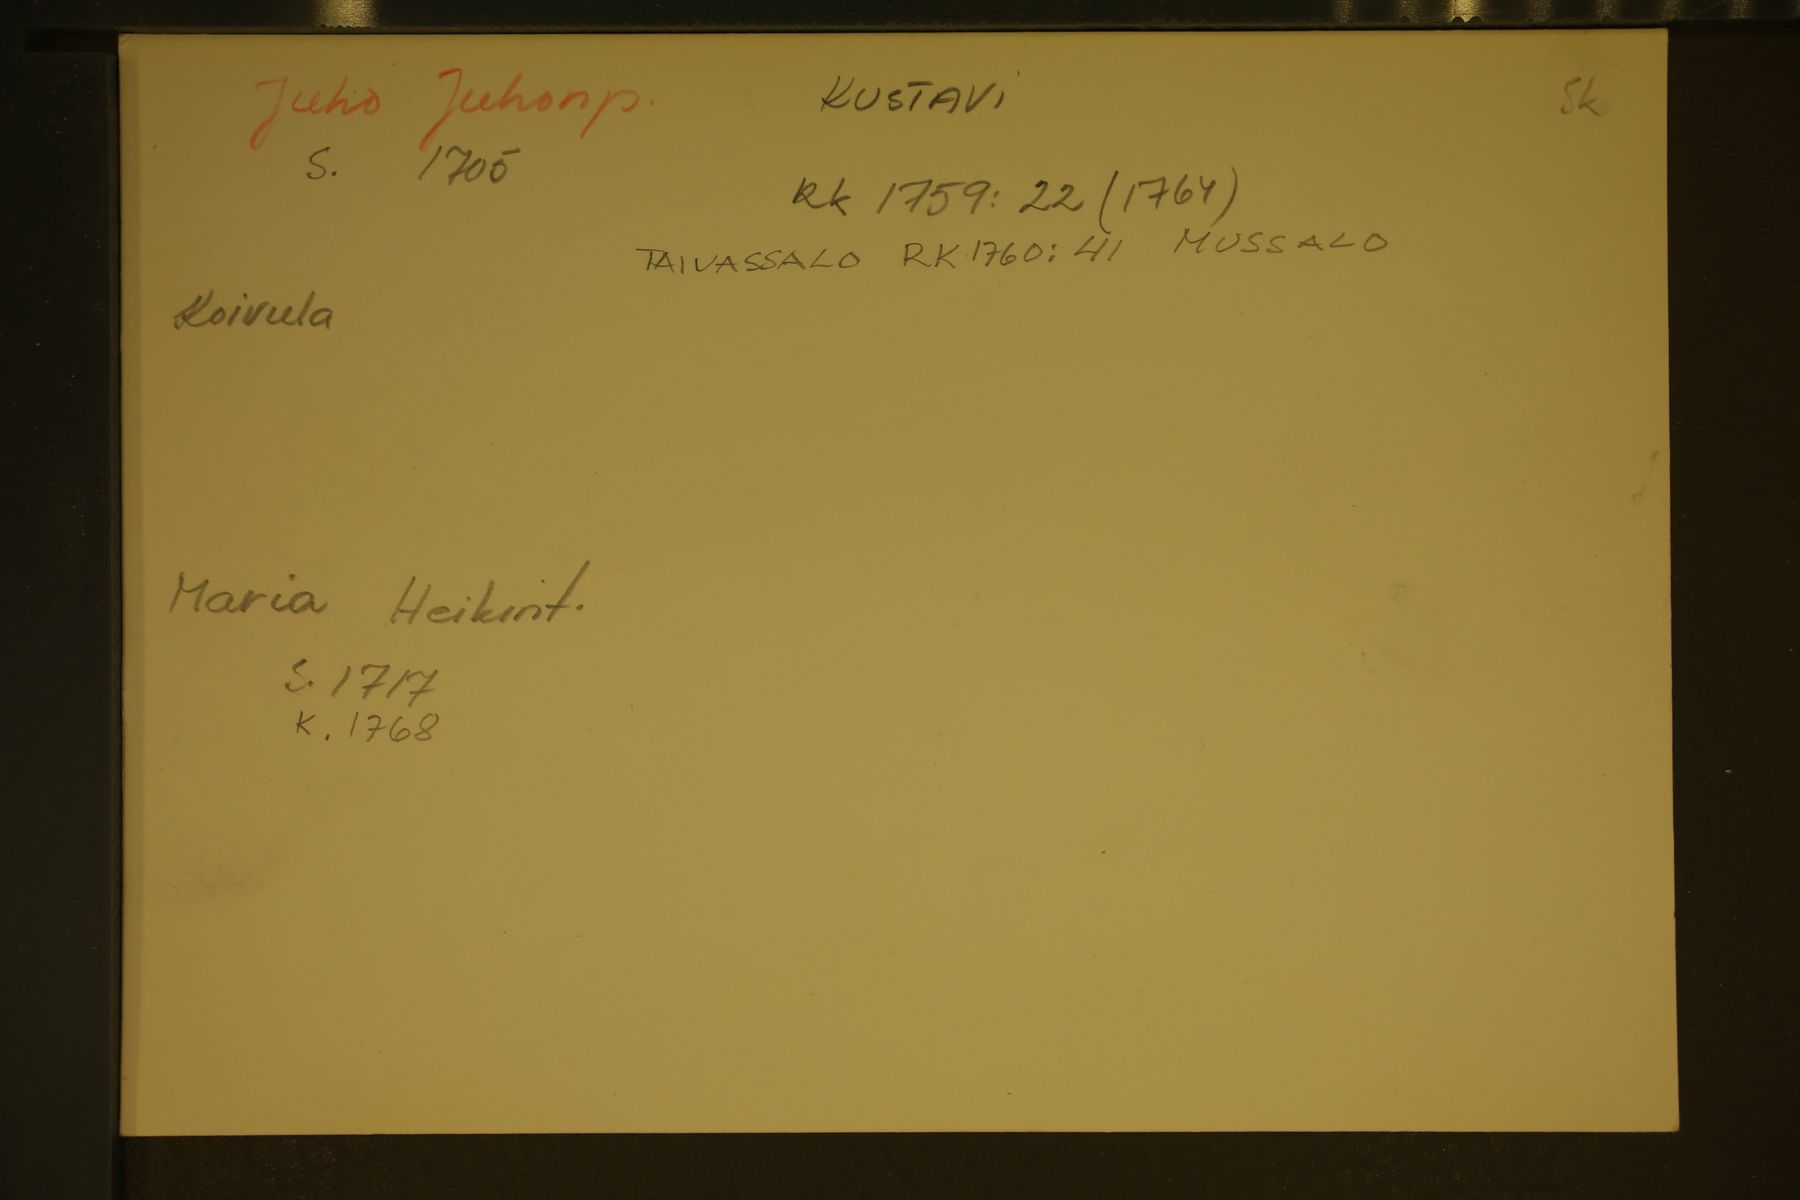 Juho Juhonp. KUSTAVI Sk
S. 1705
Rk 1759: 22 (1764)
TAIVASSALO RK 1760: 41 MUSSALO
Koivula
Maria Heikint.
S. 1717
K. 1768